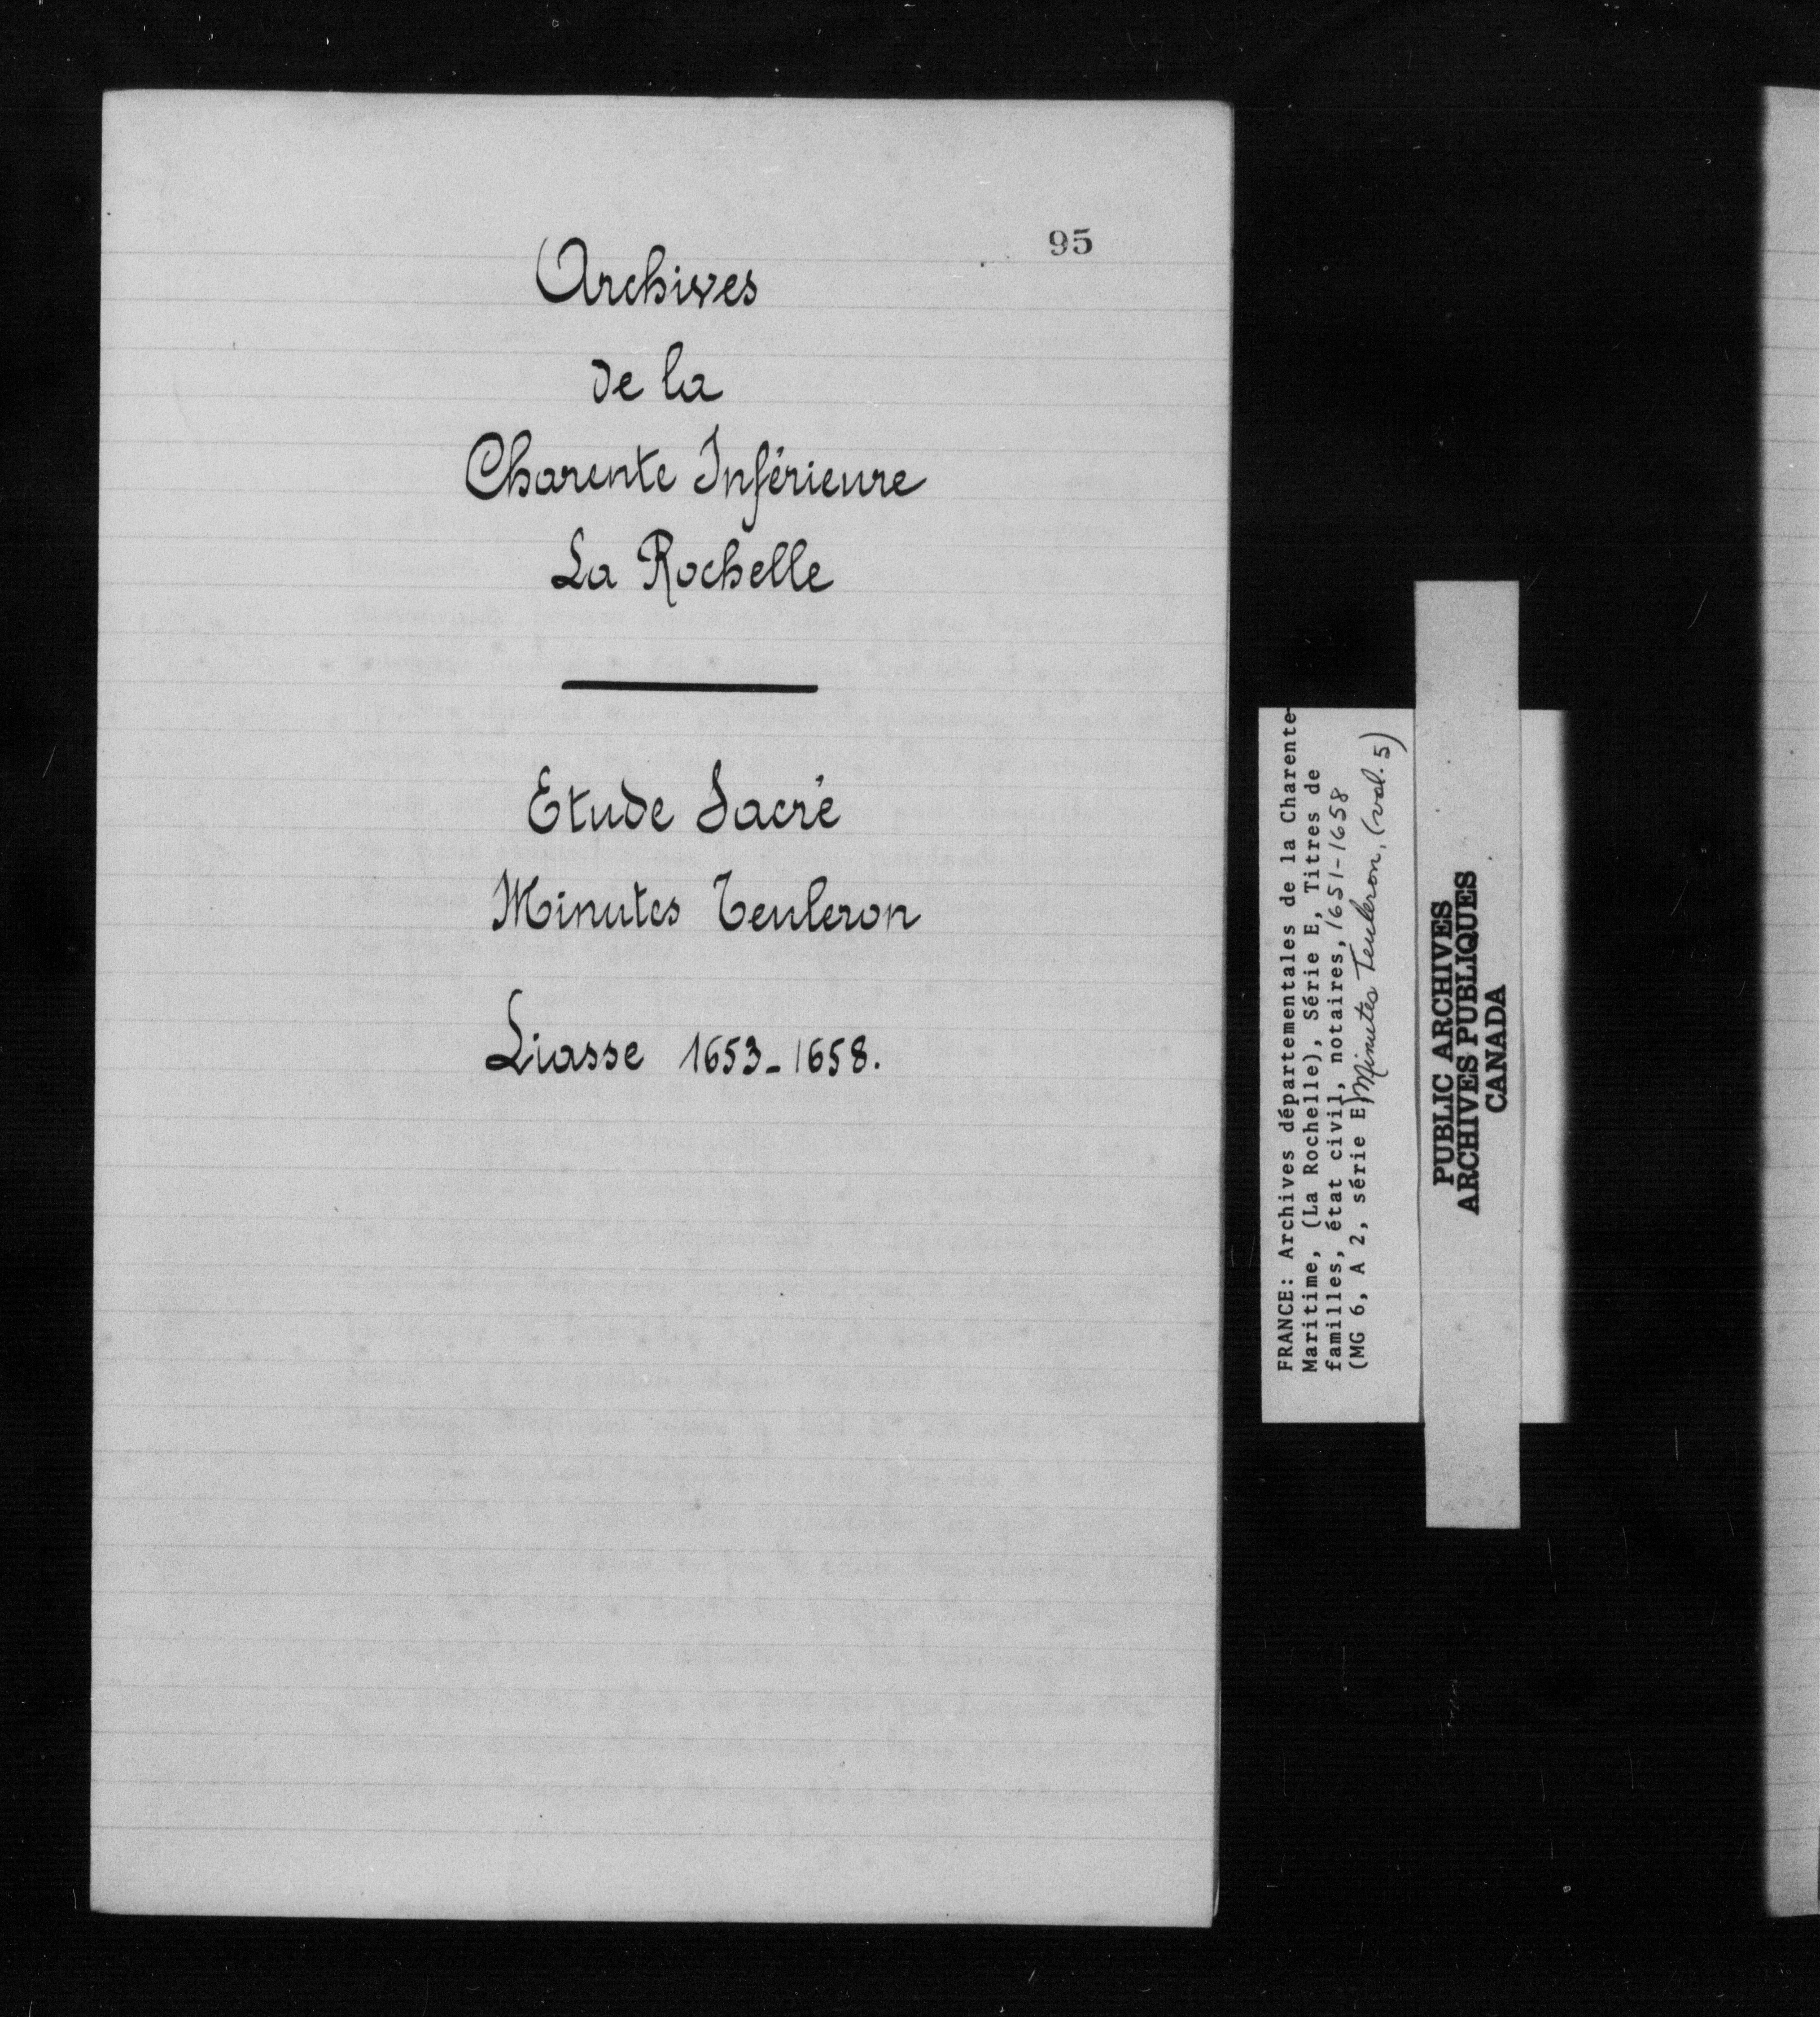 95
Archives
de la
Charente Inférieure
La Rochelle
Etude Sacré
Minutes Teuleron
Liasse 1653-1658.
FRANCE: Archives départementales de la Charente-
Maritime, (La Rochelle), Série E, Titres de
familles, état civil, notaires, 1651-1658
(MG 6, A 2, série E) Minutes Teuleron, (vol. 5)
PUBLIC ARCHIVES
ARCHIVES PUBLIQUES
CANADA